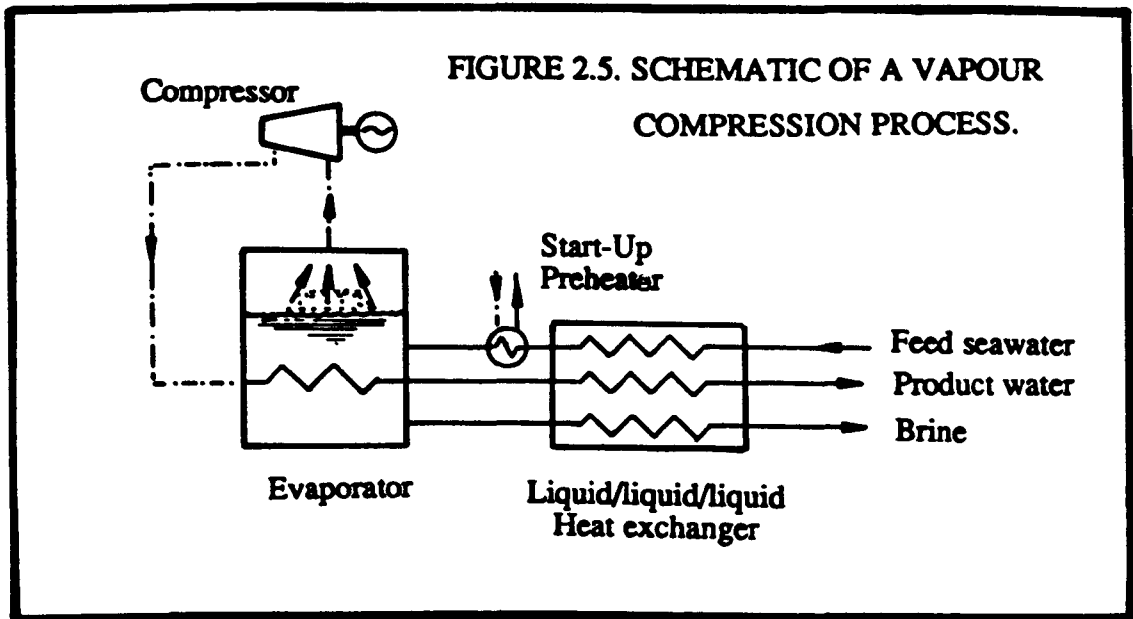 FIGURE 2.5. SCHEMATIC OF A VAPOUR
COMPRESSION PROCESS.
Compressor
Start-Up
Preheater
Feed seawater
Product water
Brine
Evaporator
Liquid/liquid/liquid
Heat exchanger